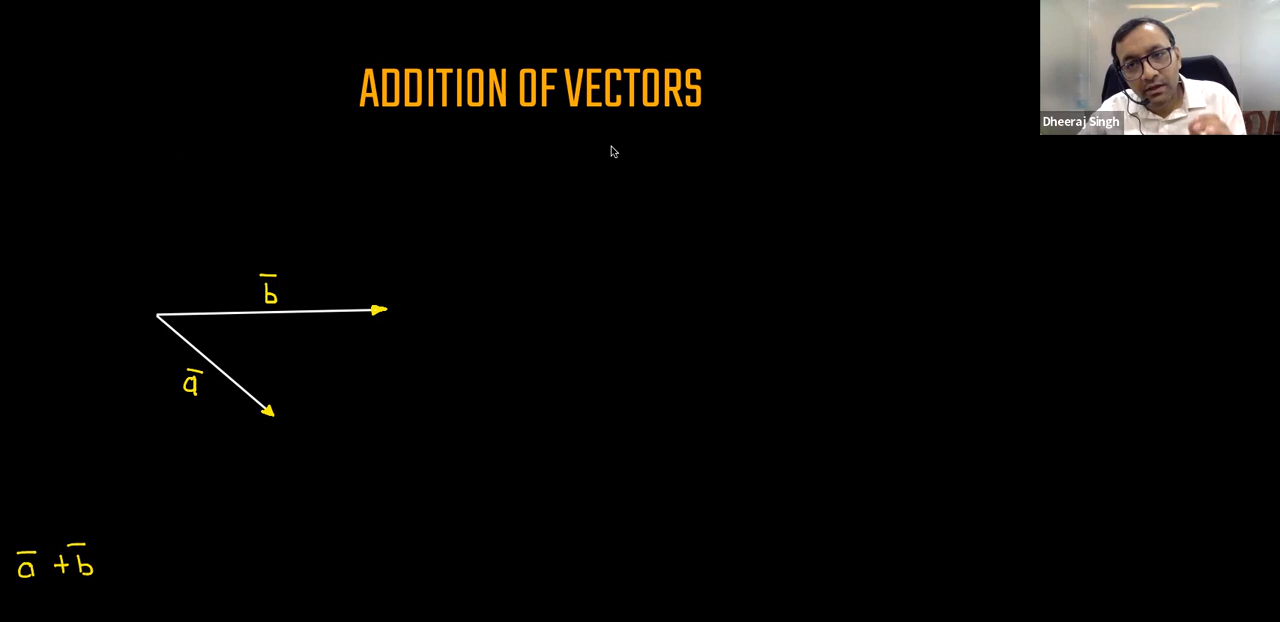 ADDITION OF VECTORS
Dheeraj Singh
b̅
a̅
a̅ + b̅